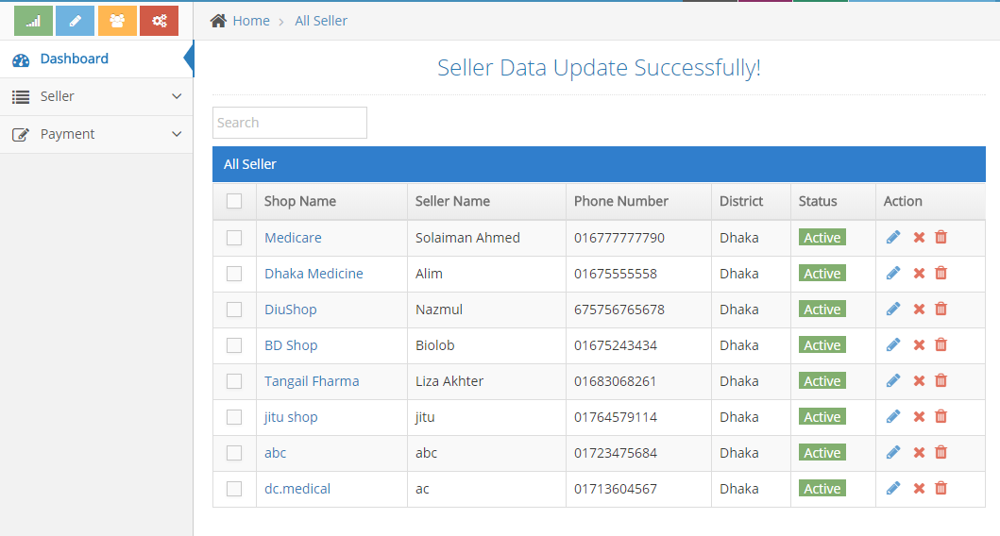 Home > All Seller
Dashboard
Seller
Payment
Seller Data Update Successfully!
Search
All Seller
Shop Name Seller Name Phone Number District Status Action
Medicare Solaiman Ahmed 016777777790 Dhaka Active
Dhaka Medicine Alim 01675555558 Dhaka Active
DiuShop Nazmul 675756765678 Dhaka Active
BD Shop Biolob 01675243434 Dhaka Active
Tangail Fharma Liza Akhter 01683068261 Dhaka Active
jitu shop jitu 01764579114 Dhaka Active
abc abc 01723475684 Dhaka Active
dc.medical ac 01713604567 Dhaka Active